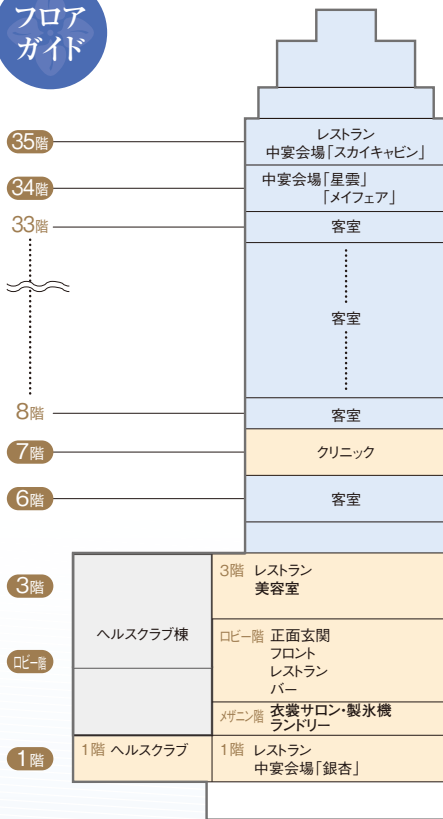 フロア
ガイド
35階
レストラン
中宴会場「スカイキャビン」
34階
中宴会場「星雲」
「メイフェア」
33階
客室
客室
8階
客室
7階
クリニック
6階
客室
3階
ヘルスクラブ棟
3階 レストラン
美容室
ロビー階
ロビー階 正面玄関
フロント
レストラン
バー
メザニン階 衣裳サロン・製氷機
ランドリー
1階
1階 ヘルスクラブ
1階 レストラン
中宴会場「銀杏」